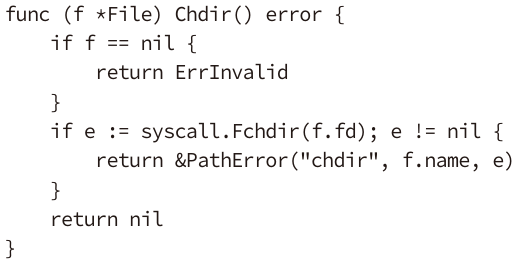 func (f *File) Chdir() error {
    if f == nil {
        return ErrInvalid
    }
    if e := syscall.Fchdir(f.fd); e != nil {
        return &PathError("chdir", f.name, e)
    }
    return nil
}